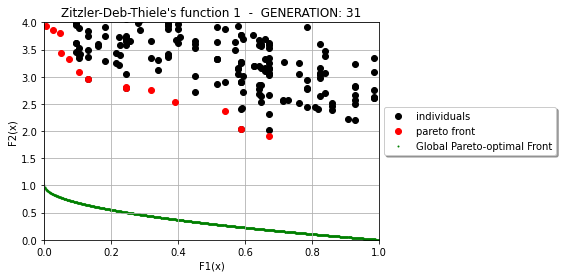 Zitzler-Deb-Thiele's function 1 - GENERATION: 31
F2(x)
4.0
3.5
3.0
2.5
2.0
1.5
1.0
0.5
0.0
0.0 0.2 0.4 0.6 0.8 1.0
F1(x)
individuals
pareto front
Global Pareto-optimal Front